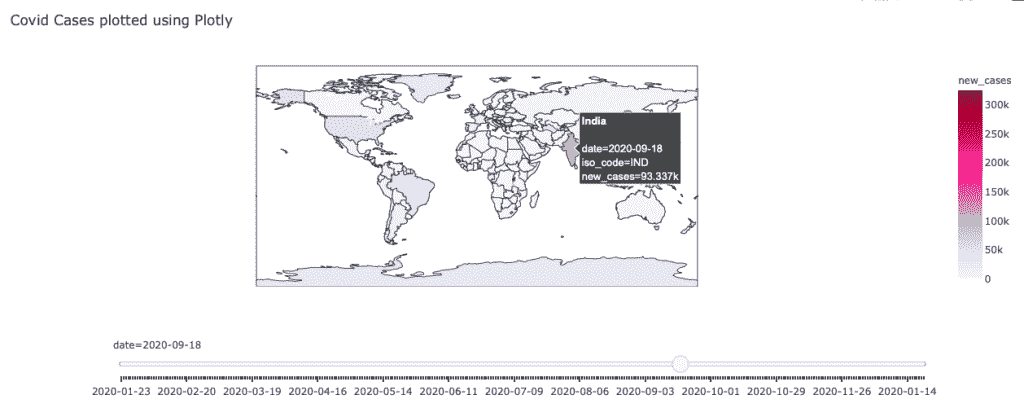 Covid Cases plotted using Plotly
new_cases
300k
250k
200k
150k
100k
50k
0
India
date=2020-09-18
iso_code=IND
new_cases=93.337k
date=2020-09-18
2020-01-23 2020-02-20 2020-03-19 2020-04-16 2020-05-14 2020-06-11 2020-07-09 2020-08-06 2020-09-03 2020-10-01 2020-10-29 2020-11-26 2020-01-14